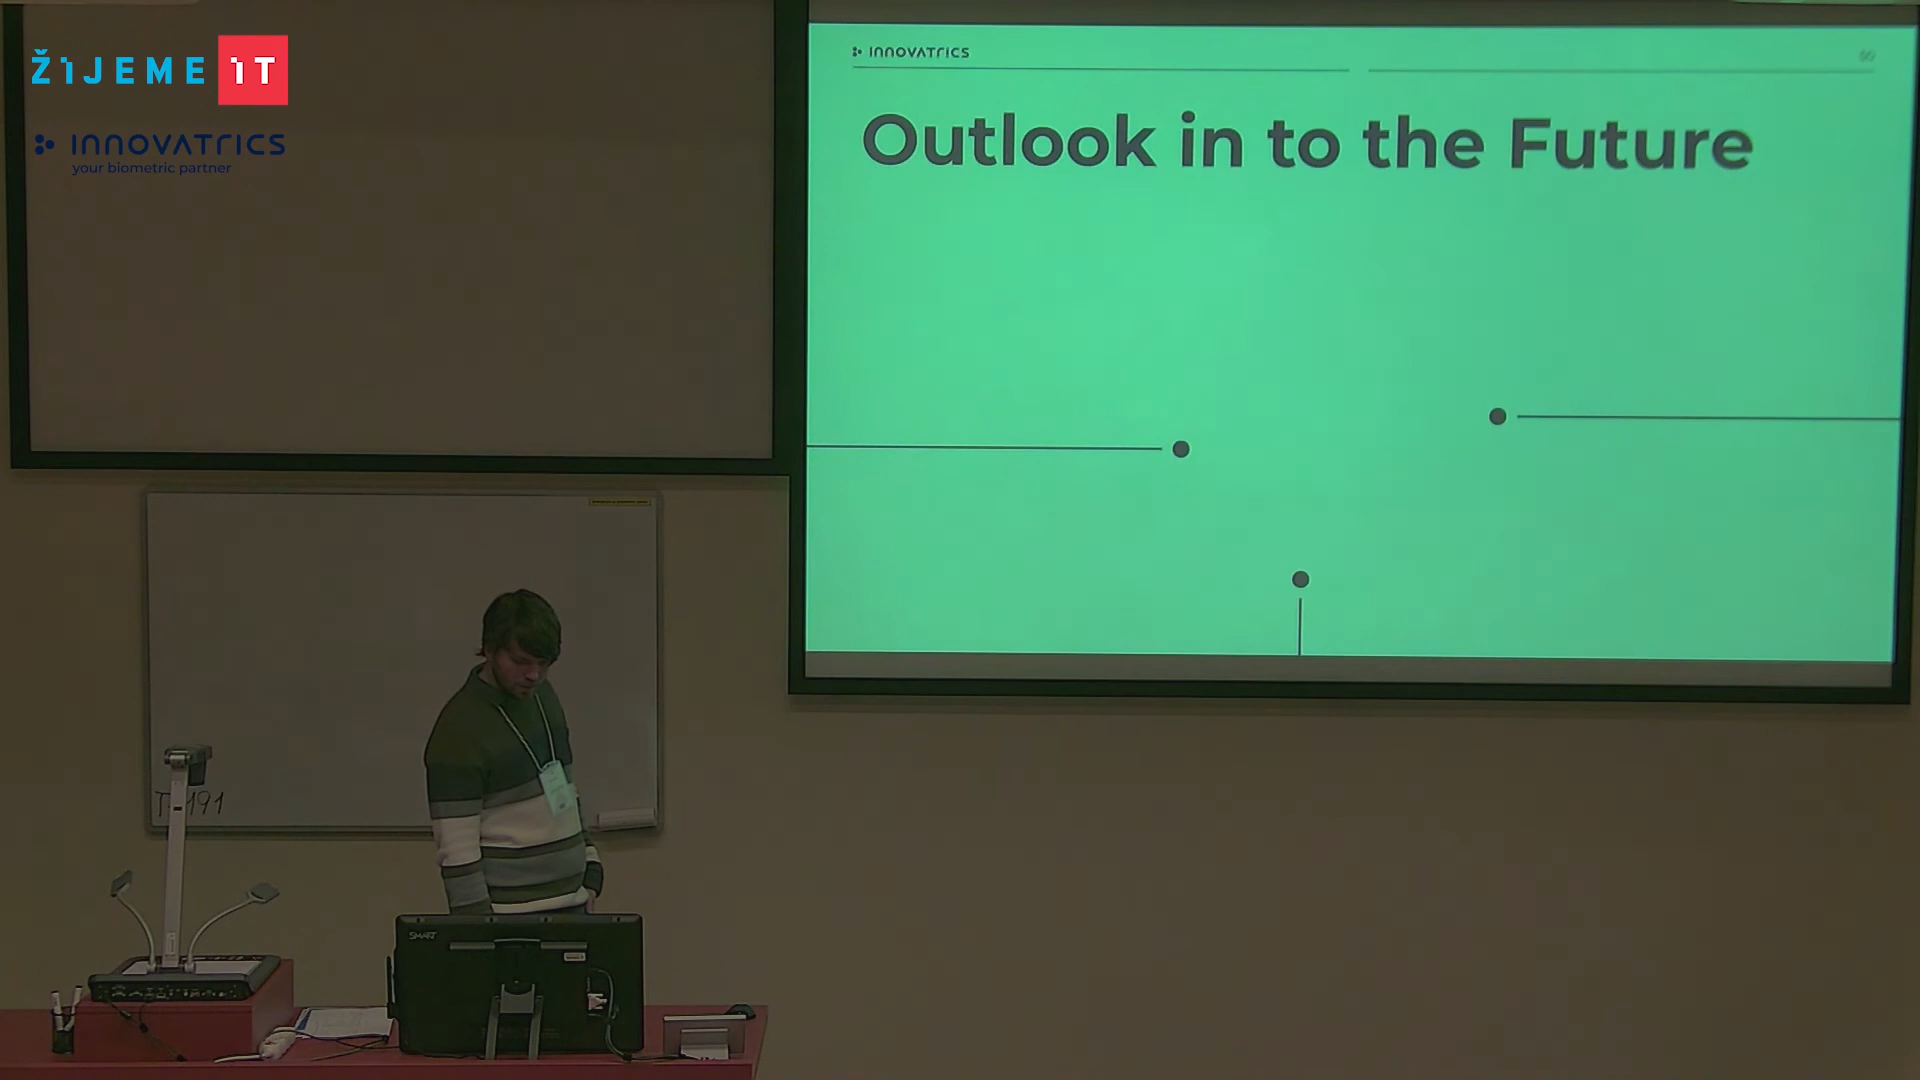 ŽIJEME IT
INNOVATRICS
your biometric partner
INNOVATRICS
Outlook in to the Future
T-191
SMART